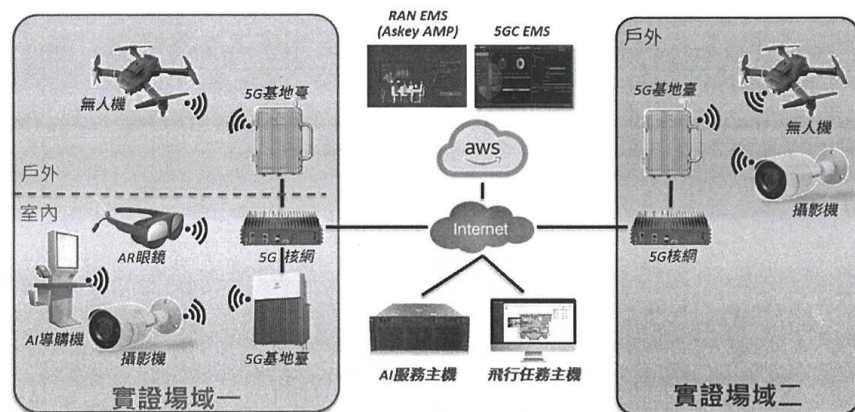 RAN EMS
(Askey AMP)
5GC EMS
戶外
無人機
5G基地臺
aws
5G基地臺
無人機
攝影機
戶外
室內
AR眼鏡
5G 核網
Internet
5G核網
AI導購機
攝影機
5G基地臺
AI服務主機
飛行任務主機
實證場域一
實證場域二